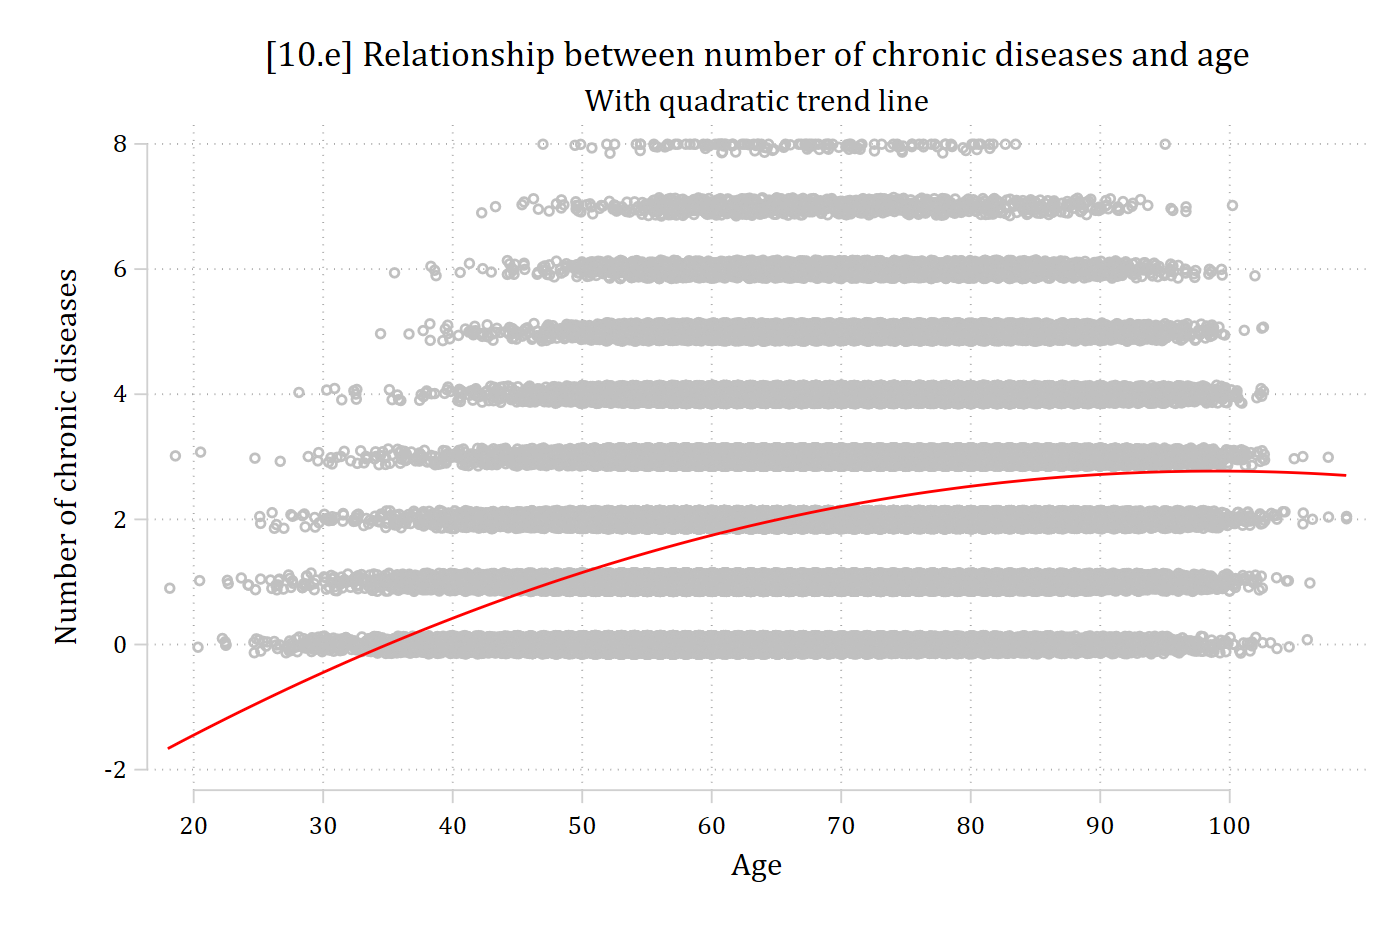 [10.e] Relationship between number of chronic diseases and age
With quadratic trend line
Number of chronic diseases
8
6
4
2
0
-2
20 30 40 50 60 70 80 90 100
Age